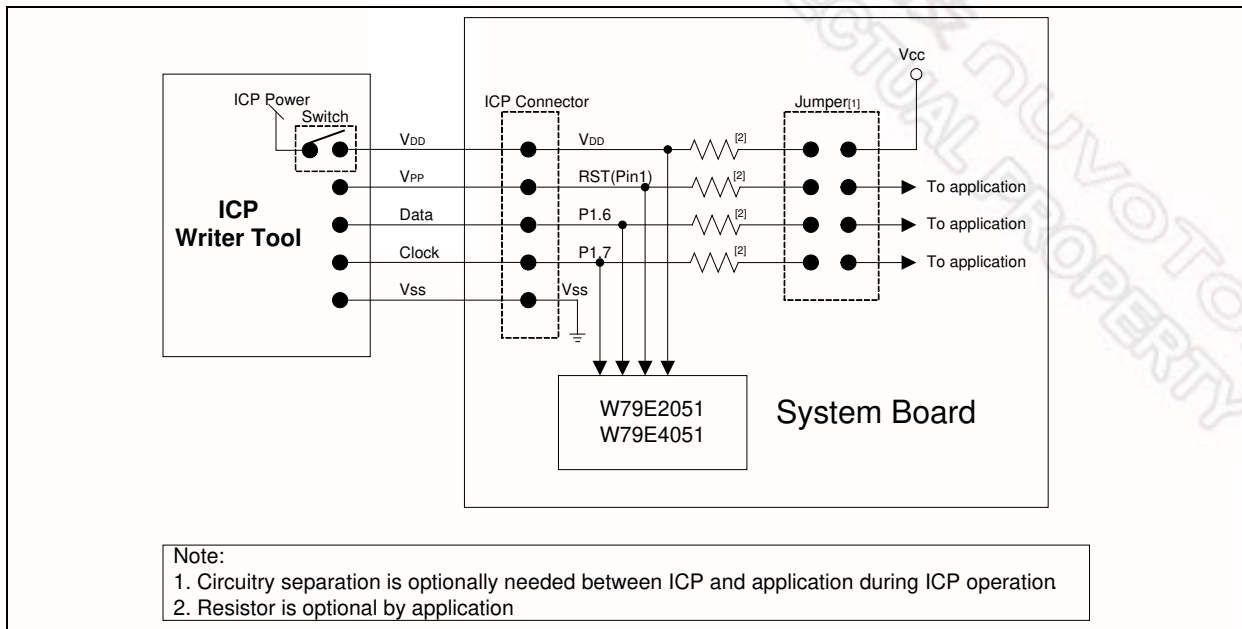 Vcc
ICP Power
Switch
ICP Connector
Jumper[1]
VDD
VDD
[2]
VPP
RST(Pin1)
[2]
To application
ICP
Writer Tool
Data
P1.6
[2]
To application
Clock
P1.7
[2]
To application
Vss
Vss
W79E2051
W79E4051
System Board
Note:
1. Circuitry separation is optionally needed between ICP and application during ICP operation.
2. Resistor is optional by application
NUVOTON
INTELLECTUAL PROPERTY